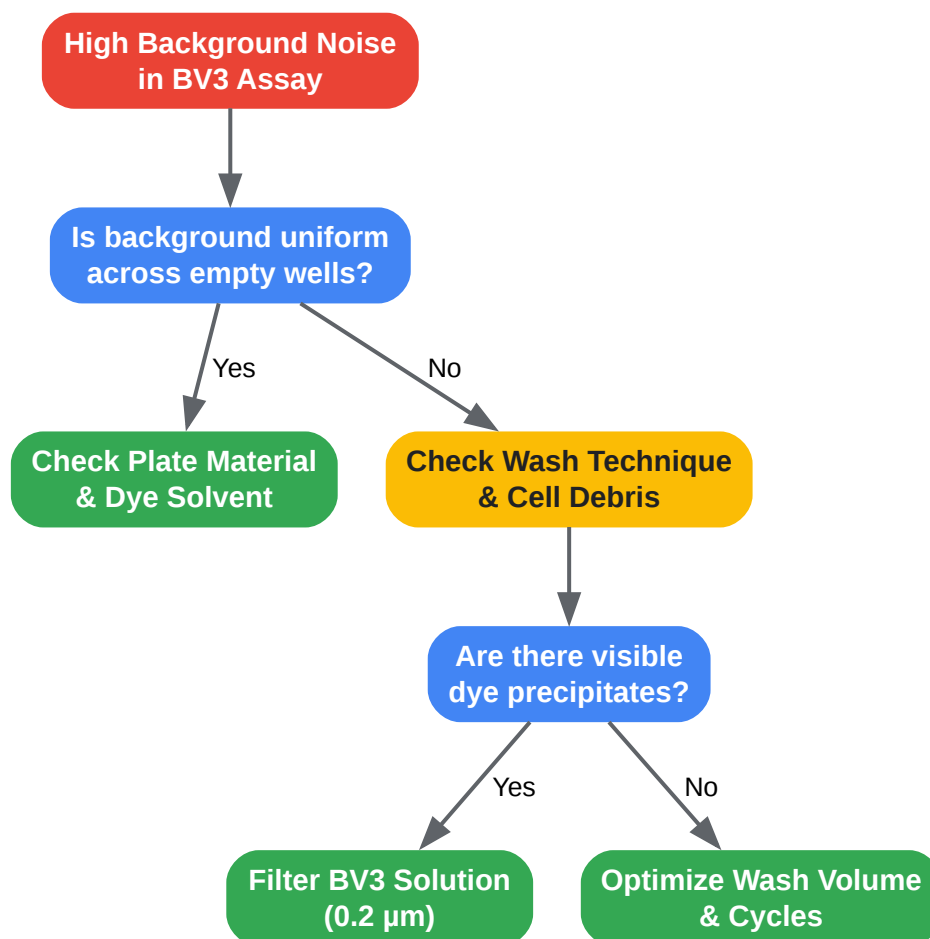 High Background Noise
in BV3 Assay
Is background uniform
across empty wells?
Yes
No
Check Plate Material
& Dye Solvent
Check Wash Technique
& Cell Debris
Are there visible
dye precipitates?
Yes
No
Filter BV3 Solution
(0.2 µm)
Optimize Wash Volume
& Cycles